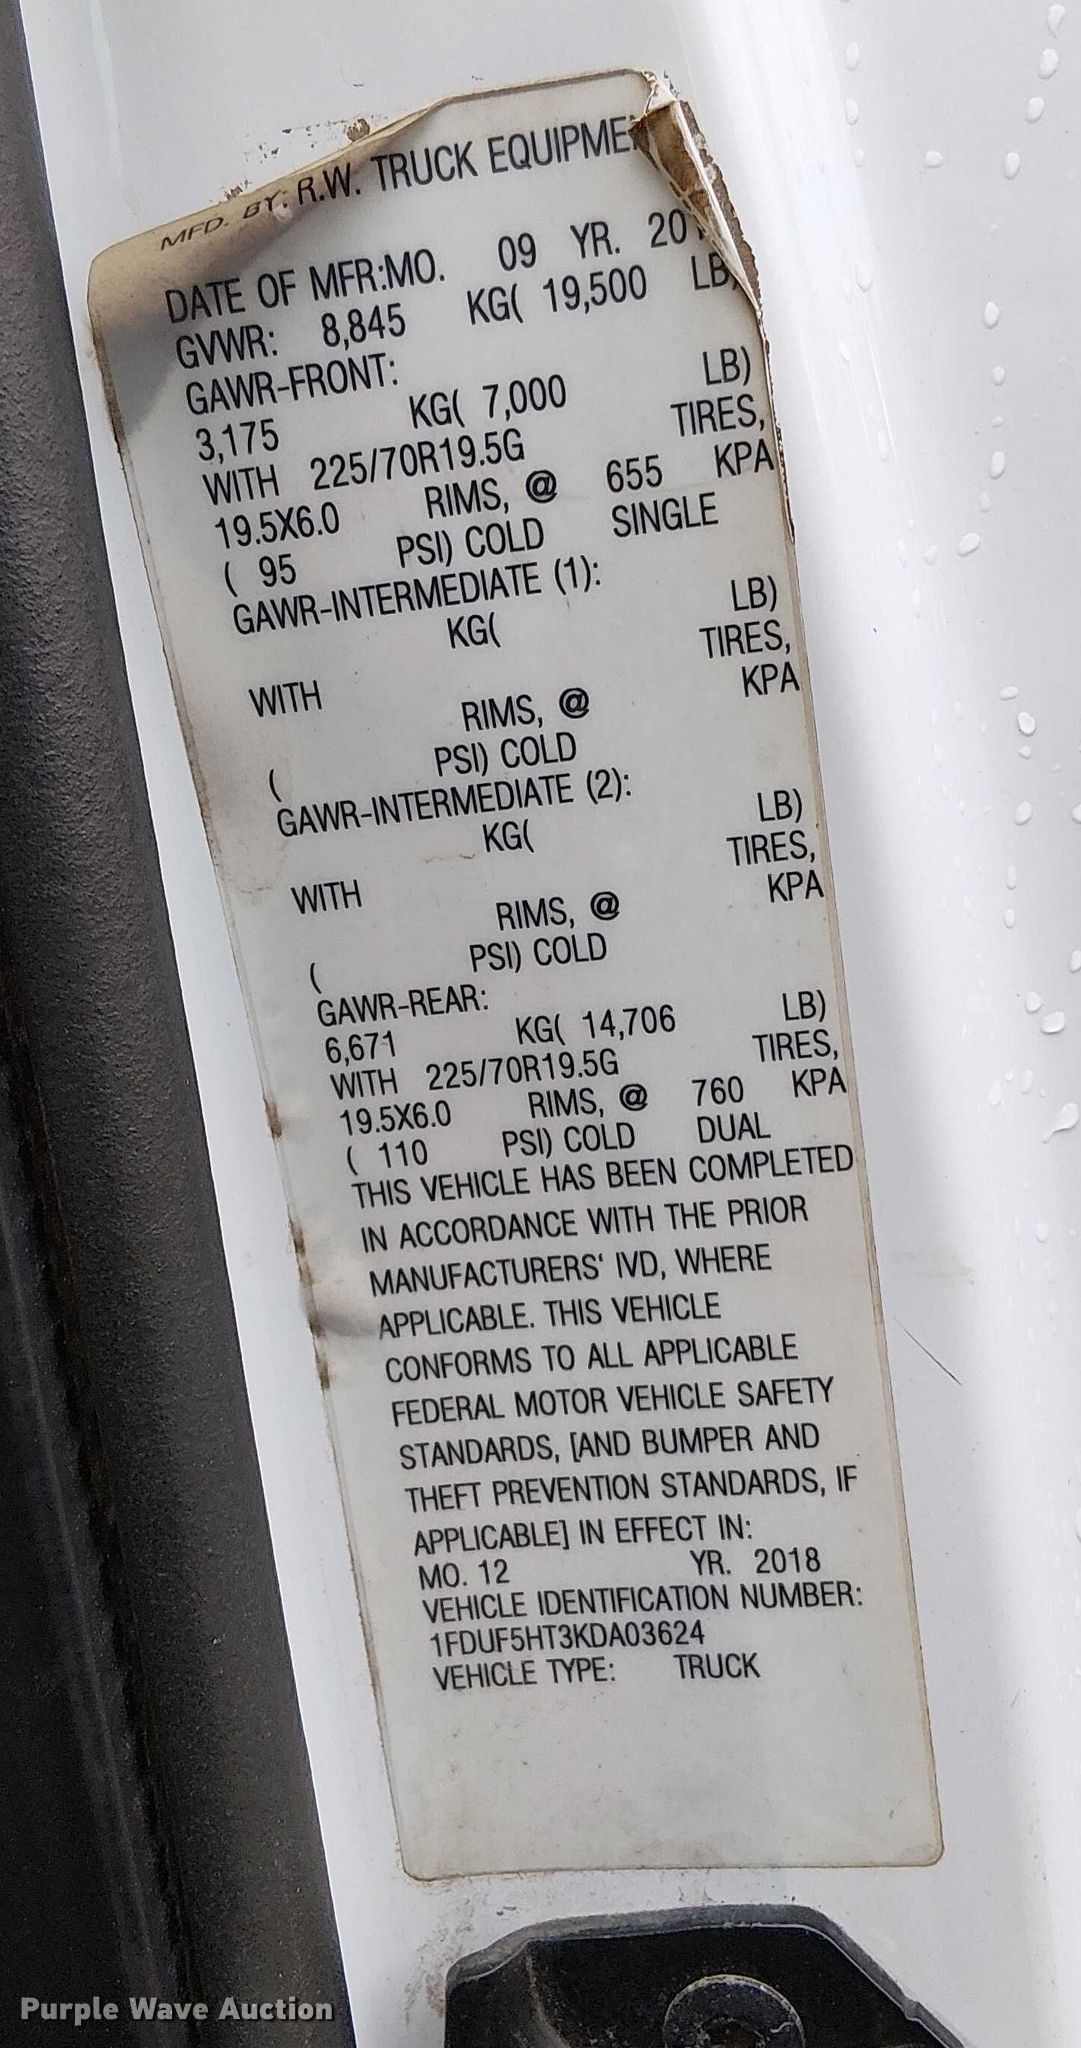 MFD. BY: R.W. TRUCK
DATE OF MFR:MO. 09 YR.
GVWR: 8,845 KG( 19,500 LB)
GAWR-FRONT:
3,175 KG( 7,000 LB)
WITH 225/70R19.5G TIRES,
19.5X6.0 RIMS, @ 655 KPA
( 95 PSI) COLD SINGLE
GAWR-INTERMEDIATE (1):
KG( LB)
WITH TIRES,
RIMS, @ KPA
( PSI) COLD
GAWR-INTERMEDIATE (2):
KG( LB)
WITH TIRES,
RIMS, @ KPA
( PSI) COLD
GAWR-REAR:
6,671 KG( 14,706 LB)
WITH 225/70R19.5G TIRES,
19.5X6.0 RIMS, @ 760 KPA
( 110 PSI) COLD DUAL
THIS VEHICLE HAS BEEN COMPLETED
IN ACCORDANCE WITH THE PRIOR
MANUFACTURERS' IVD, WHERE
APPLICABLE. THIS VEHICLE
CONFORMS TO ALL APPLICABLE
FEDERAL MOTOR VEHICLE SAFETY
STANDARDS, [AND BUMPER AND
THEFT PREVENTION STANDARDS, IF
APPLICABLE] IN EFFECT IN:
MO. 12 YR. 2018
VEHICLE IDENTIFICATION NUMBER:
1FDUF5HT3KDA03624
VEHICLE TYPE: TRUCK
Purple Wave Auction